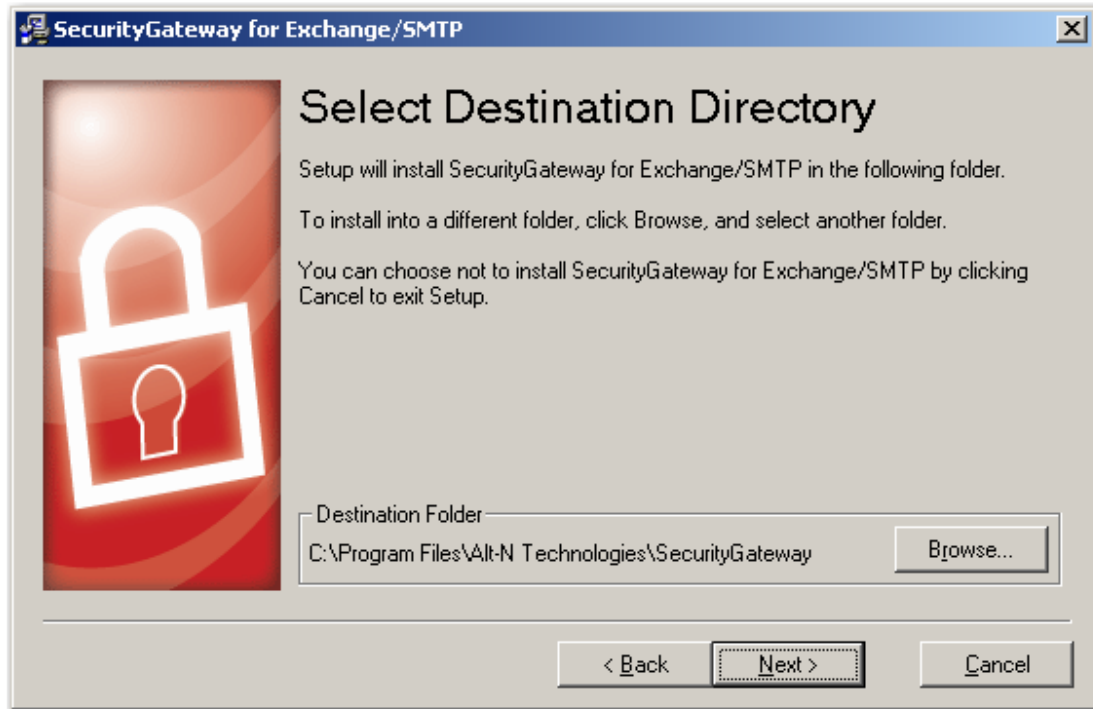 SecurityGateway for Exchange/SMTP
Select Destination Directory
Setup will install SecurityGateway for Exchange/SMTP in the following folder.
To install into a different folder, click Browse, and select another folder.
You can choose not to install SecurityGateway for Exchange/SMTP by clicking
Cancel to exit Setup.
Destination Folder
C:\Program Files\Alt-N Technologies\SecurityGateway
Browse...
< Back
Next >
Cancel